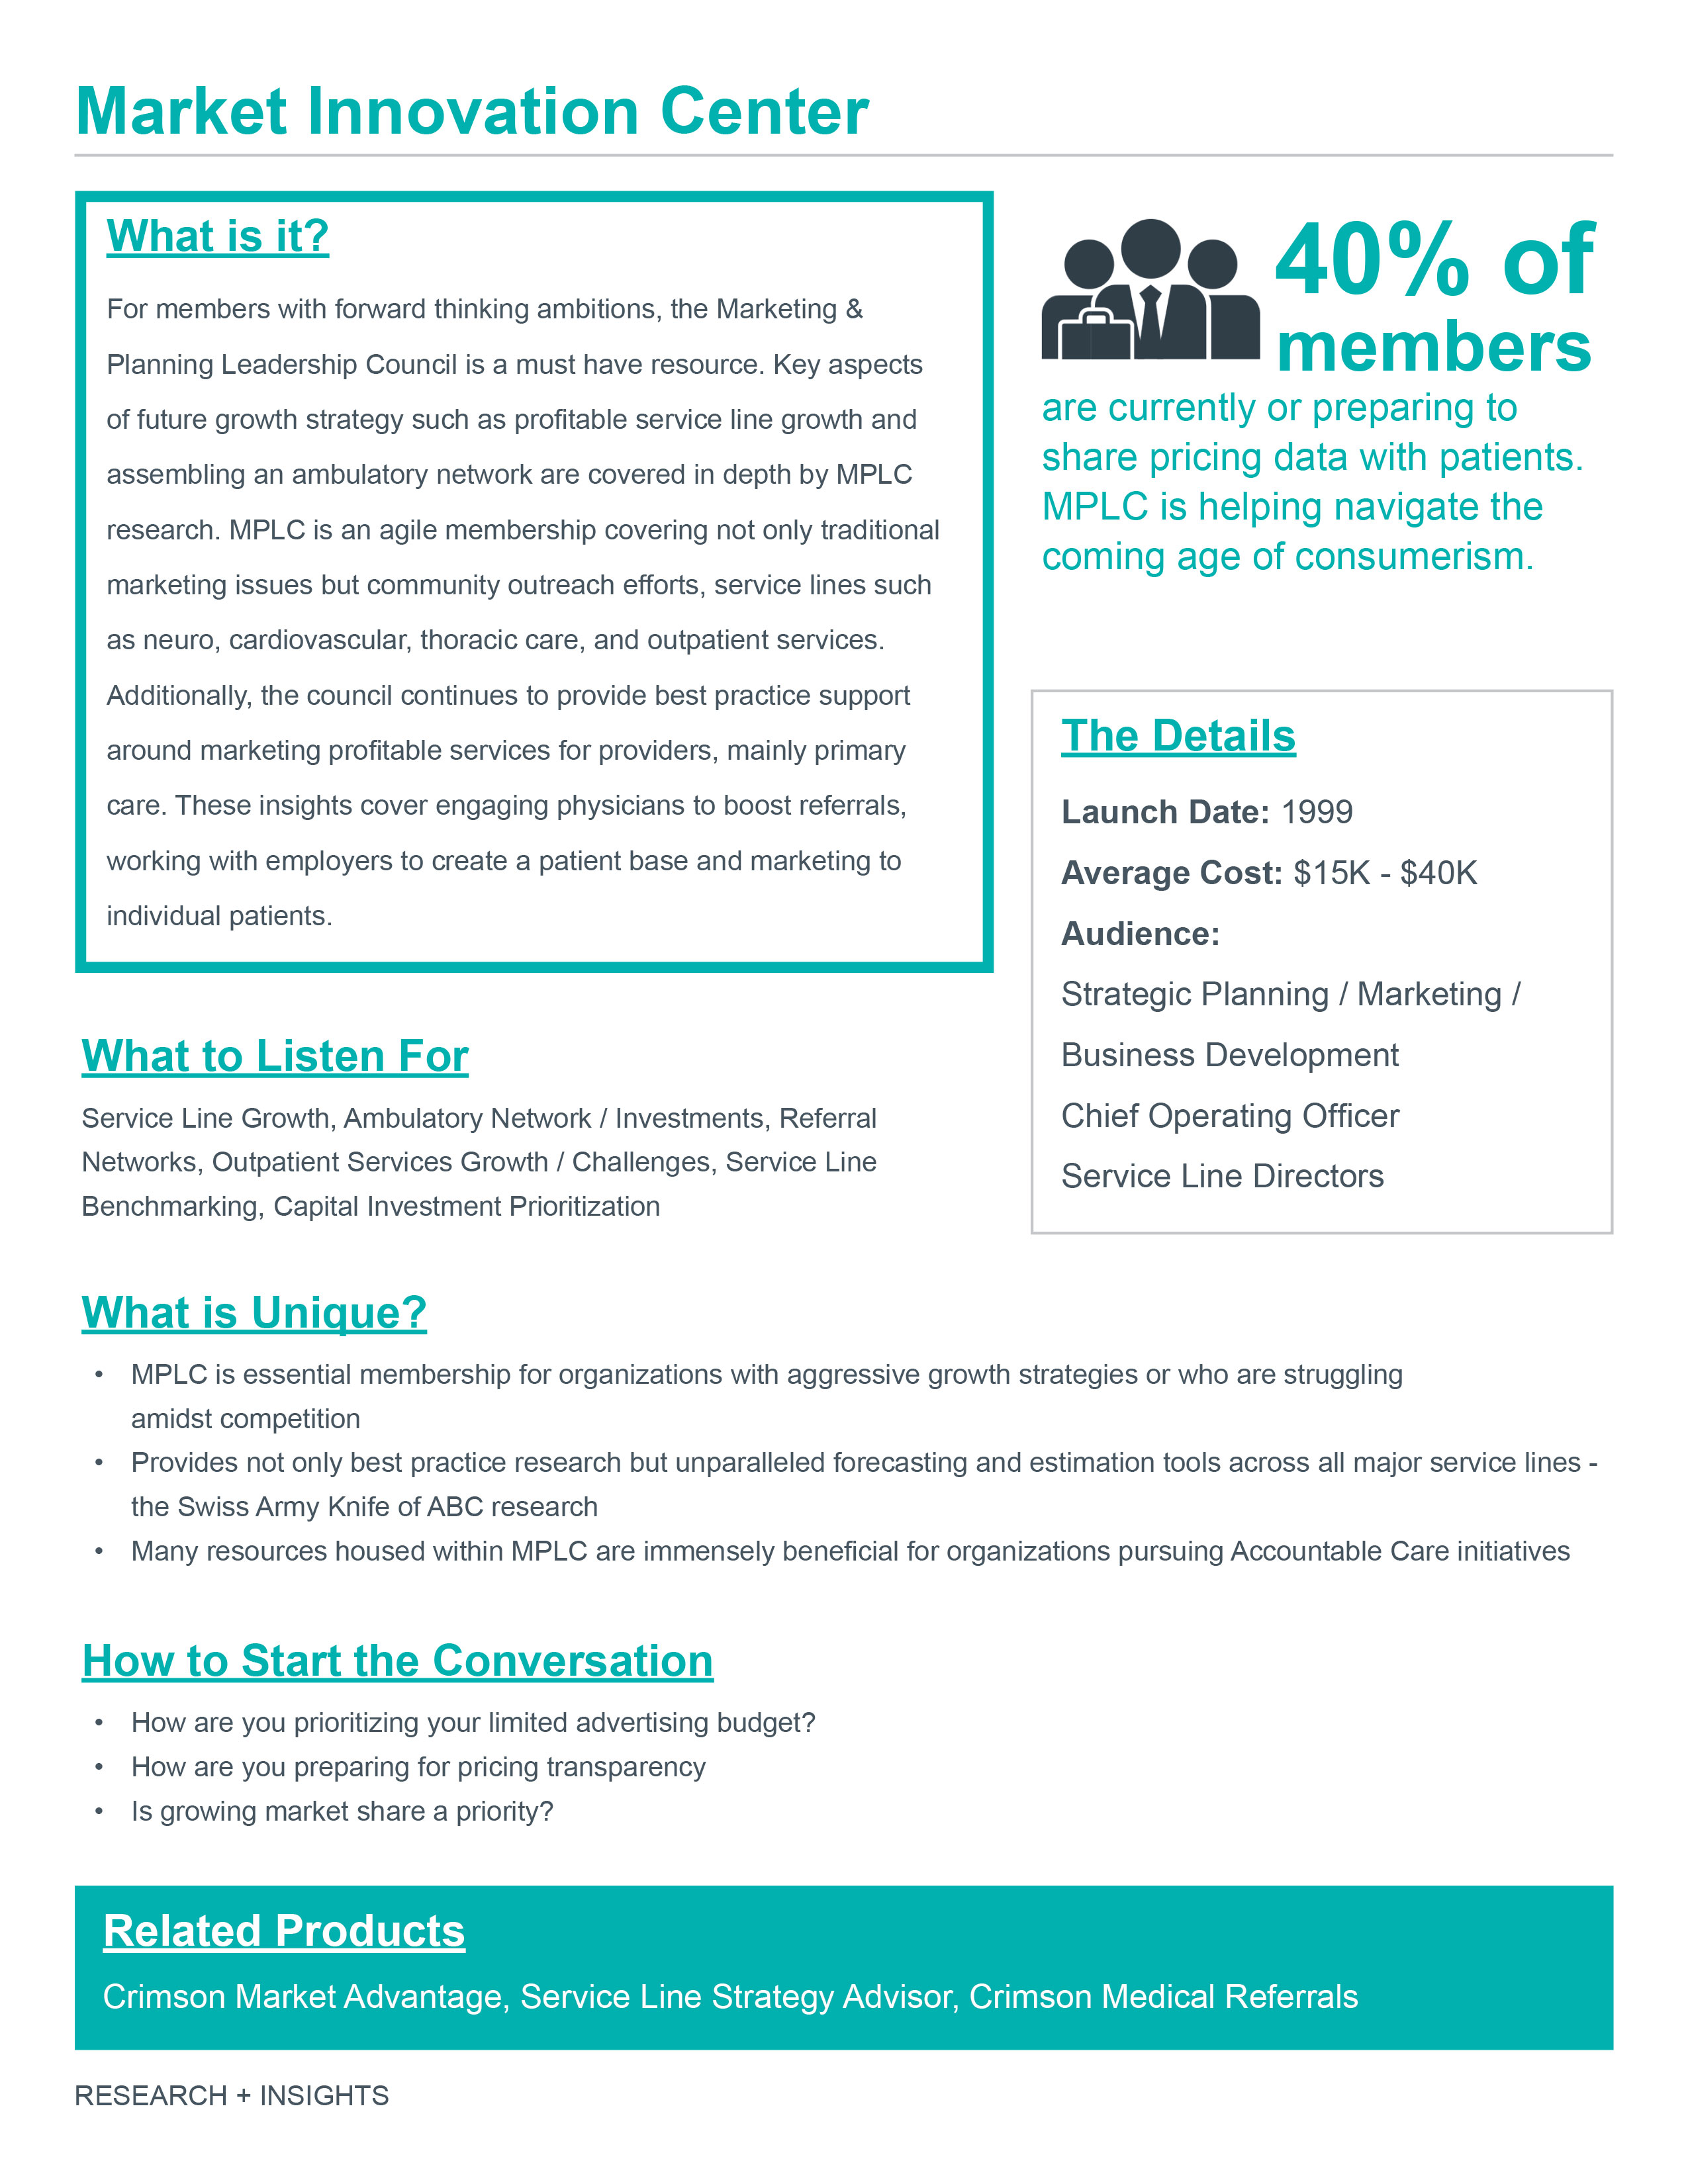 Market Innovation Center
What is it?
For members with forward thinking ambitions, the Marketing &
Planning Leadership Council is a must have resource. Key aspects
of future growth strategy such as profitable service line growth and
assembling an ambulatory network are covered in depth by MPLC
research. MPLC is an agile membership covering not only traditional
marketing issues but community outreach efforts, service lines such
as neuro, cardiovascular, thoracic care, and outpatient services.
Additionally, the council continues to provide best practice support
around marketing profitable services for providers, mainly primary
care. These insights cover engaging physicians to boost referrals,
working with employers to create a patient base and marketing to
individual patients.
40% of
members
are currently or preparing to
share pricing data with patients.
MPLC is helping navigate the
coming age of consumerism.
The Details
Launch Date: 1999
Average Cost: $15K - $40K
Audience:
Strategic Planning / Marketing /
Business Development
Chief Operating Officer
Service Line Directors
What to Listen For
Service Line Growth, Ambulatory Network / Investments, Referral
Networks, Outpatient Services Growth / Challenges, Service Line
Benchmarking, Capital Investment Prioritization
What is Unique?
• MPLC is essential membership for organizations with aggressive growth strategies or who are struggling
amidst competition
• Provides not only best practice research but unparalleled forecasting and estimation tools across all major service lines -
the Swiss Army Knife of ABC research
• Many resources housed within MPLC are immensely beneficial for organizations pursuing Accountable Care initiatives
How to Start the Conversation
• How are you prioritizing your limited advertising budget?
• How are you preparing for pricing transparency
• Is growing market share a priority?
Related Products
Crimson Market Advantage, Service Line Strategy Advisor, Crimson Medical Referrals
RESEARCH + INSIGHTS